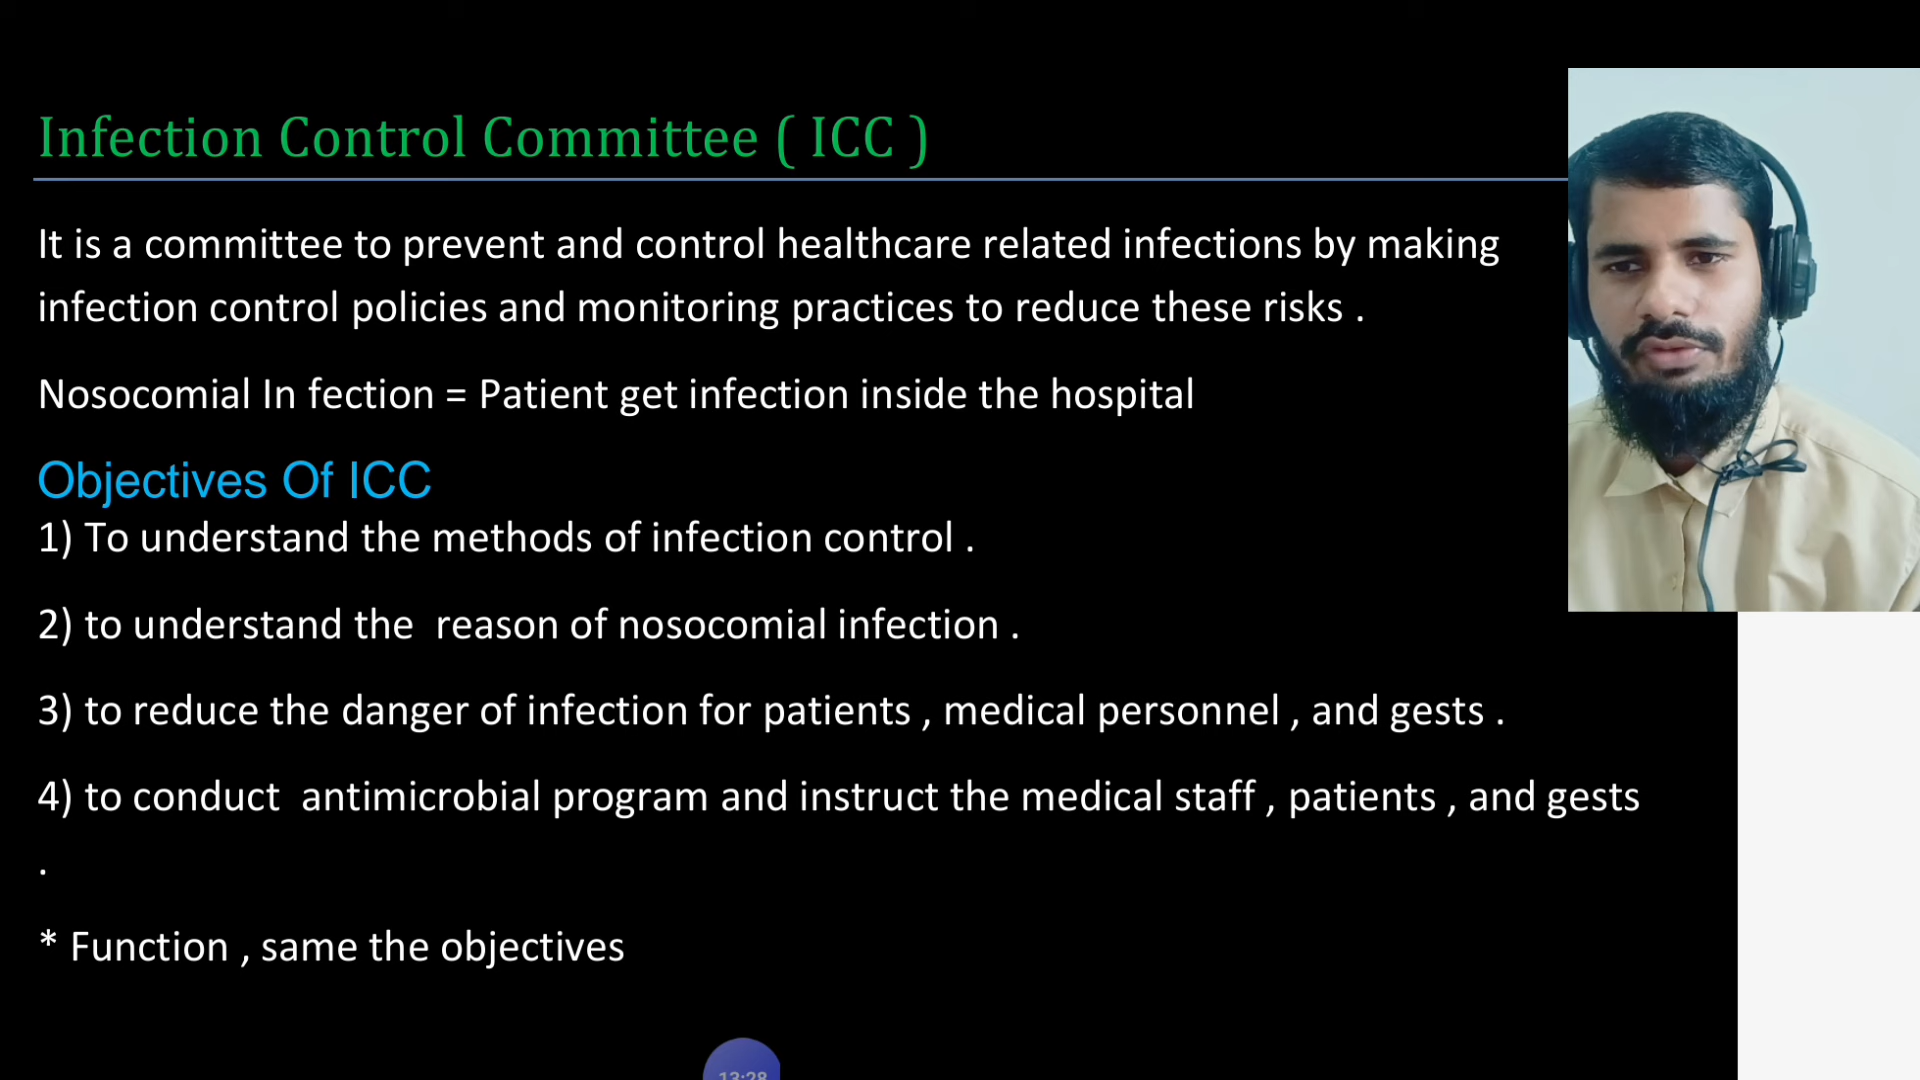 Infection Control Committee ( ICC )
It is a committee to prevent and control healthcare related infections by making
infection control policies and monitoring practices to reduce these risks .
Nosocomial In fection = Patient get infection inside the hospital
Objectives Of ICC
1) To understand the methods of infection control .
2) to understand the  reason of nosocomial infection .
3) to reduce the danger of infection for patients , medical personnel , and gests .
4) to conduct  antimicrobial program and instruct the medical staff , patients , and gests
.
* Function , same the objectives
13:28